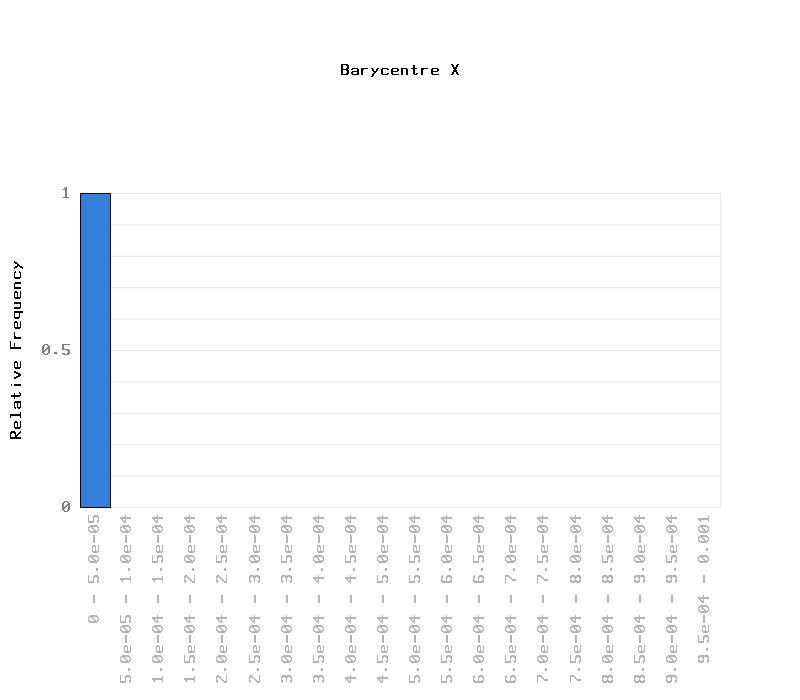 Barycentre X
Relative Frequency
1
0.5
0
0 - 5.0e-05
5.0e-05 - 1.0e-04
1.0e-04 - 1.5e-04
1.5e-04 - 2.0e-04
2.0e-04 - 2.5e-04
2.5e-04 - 3.0e-04
3.0e-04 - 3.5e-04
3.5e-04 - 4.0e-04
4.0e-04 - 4.5e-04
4.5e-04 - 5.0e-04
5.0e-04 - 5.5e-04
5.5e-04 - 6.0e-04
6.0e-04 - 6.5e-04
6.5e-04 - 7.0e-04
7.0e-04 - 7.5e-04
7.5e-04 - 8.0e-04
8.0e-04 - 8.5e-04
8.5e-04 - 9.0e-04
9.0e-04 - 9.5e-04
9.5e-04 - 0.001